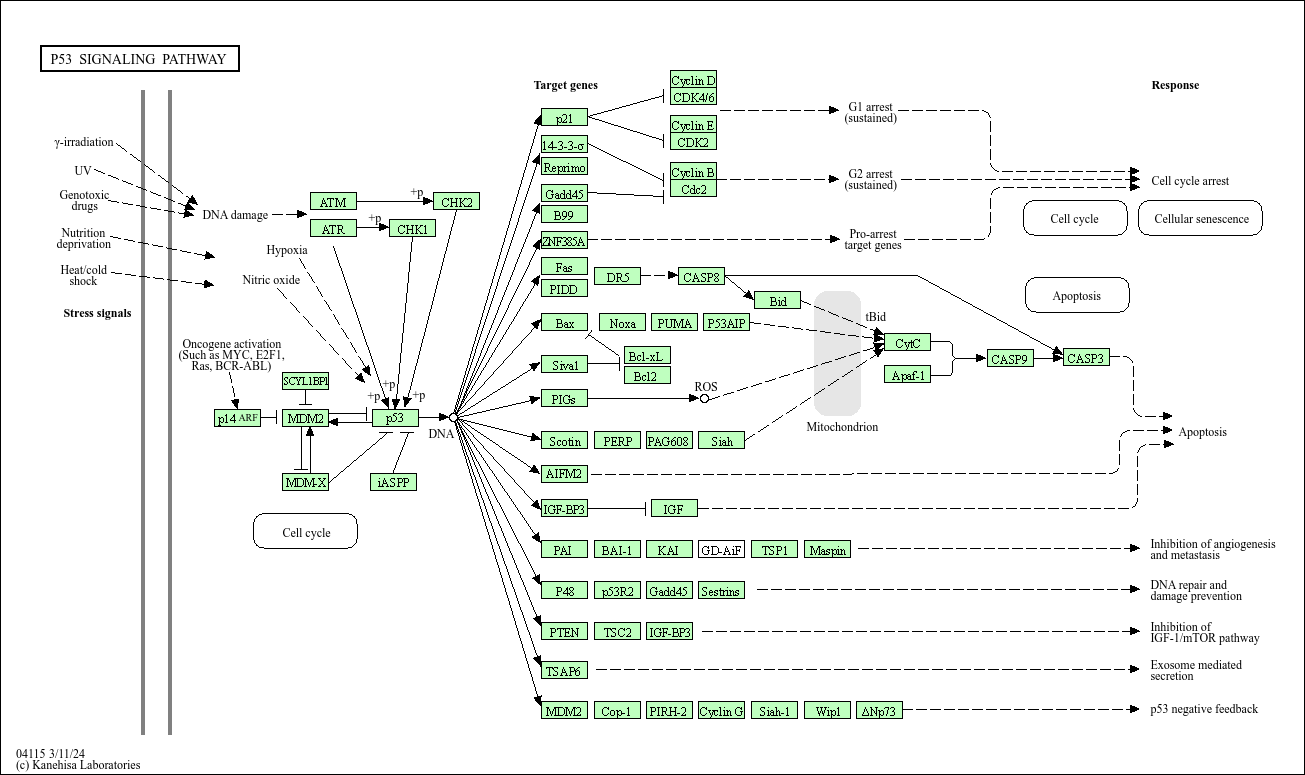 P53 SIGNALING PATHWAY
Target genes
Response
γ-irradiation
UV
Genotoxic
drugs
Nutrition
deprivation
Heat/cold
shock
Stress signals
DNA damage
ATM
+p
CHK2
ATR
+p
CHK1
Hypoxia
Nitric oxide
Oncogene activation
(Such as MYC, E2F1,
Ras, BCR-ABL)
SCYL1BP1
+p
+p
+p
p14 ARF
MDM2
p53
DNA
MDM-X
iASPP
Cell cycle
p21
Cyclin D
CDK4/6
Cyclin E
CDK2
G1 arrest
(sustained)
14-3-3-σ
Reprimo
Cyclin B
Cdc2
G2 arrest
(sustained)
Cell cycle arrest
Gadd45
B99
Cell cycle
Cellular senescence
ZNF385A
Pro-arrest
target genes
Fas
PIDD
DR5
CASP8
Bid
tBid
Apoptosis
Bax
Noxa
PUMA
P53AIP
CytC
Siva1
Bcl-xL
Bcl2
Apaf-1
CASP9
CASP3
PIGs
ROS
Mitochondrion
Scotin
PERP
PAG608
Siah
Apoptosis
AIFM2
IGF-BP3
IGF
PAI
BAI-1
KAI
GD-AiF
TSP1
Maspin
Inhibition of angiogenesis
and metastasis
P48
p53R2
Gadd45
Sestrins
DNA repair and
damage prevention
PTEN
TSC2
IGF-BP3
Inhibition of
IGF-1/mTOR pathway
TSAP6
Exosome mediated
secretion
MDM2
Cop-1
PIRH-2
Cyclin G
Siah-1
Wip1
ΔNp73
p53 negative feedback
04115 3/11/24
(c) Kanehisa Laboratories